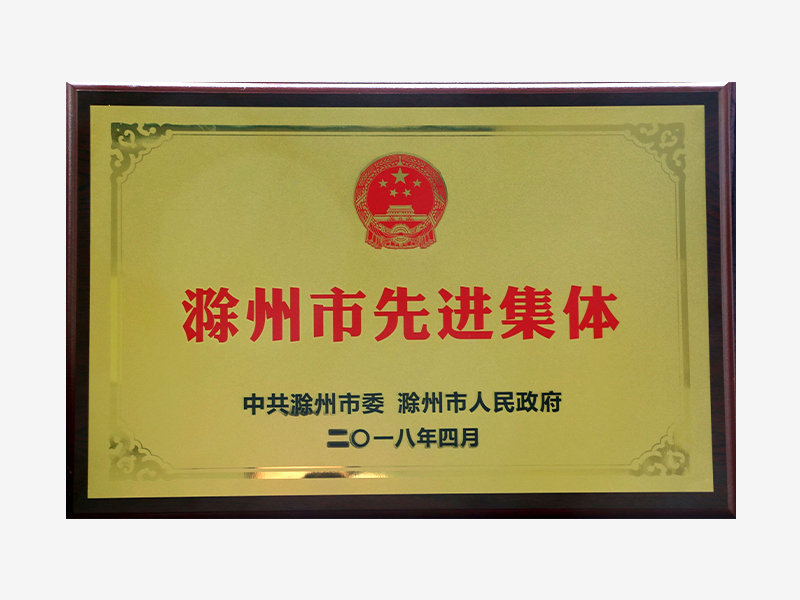 滁州市先进集体
中共滁州市委 滁州市人民政府
二〇一八年四月